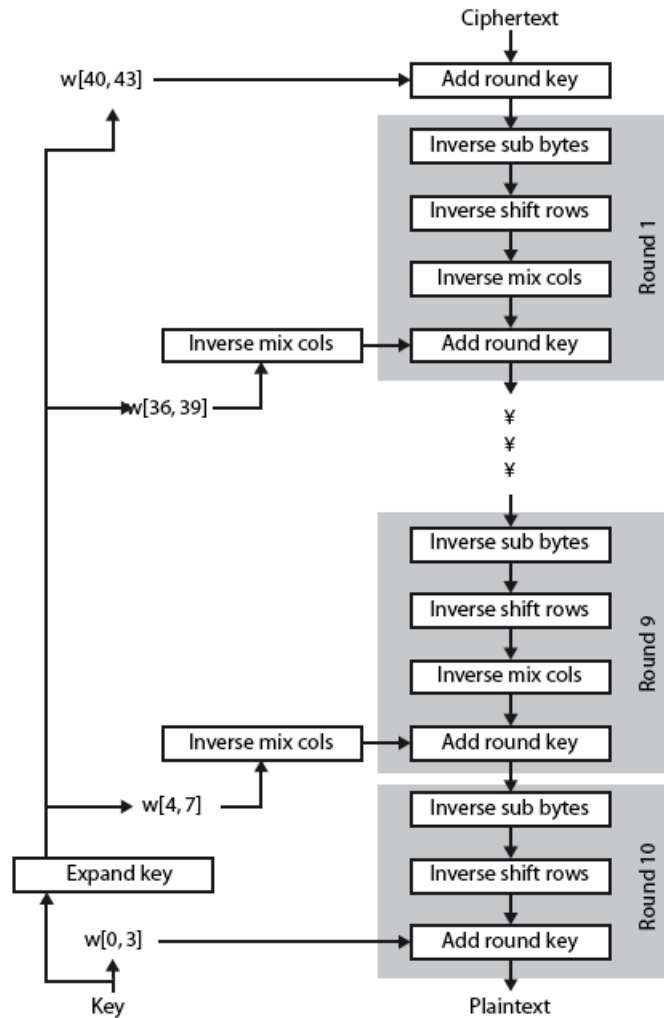 Ciphertext
w[40, 43]
Add round key
Inverse sub bytes
Inverse shift rows
Round 1
Inverse mix cols
Inverse mix cols
Add round key
w[36, 39]
¥
¥
¥
Inverse sub bytes
Inverse shift rows
Round 9
Inverse mix cols
Inverse mix cols
Add round key
w[4, 7]
Inverse sub bytes
Expand key
Inverse shift rows
Round 10
w[0, 3]
Add round key
Key
Plaintext